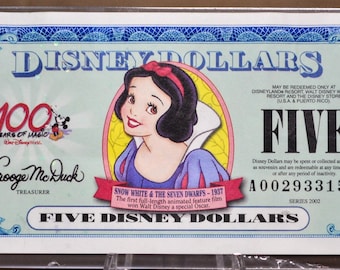 DISNEY DOLLARS
MAY BE REDEEMED ONLY AT
DISNEYLAND RESORT, WALT DISNEY W
RESORT AND THE DISNEY STORE
(U.S.A & PUERTO RICO)
100
YEARS OF MAGIC
FIVE
Disney Dollars may be spent or collected a
as souvenirs and are redeemable at any tim
or after any period of inactivity.
A00293315
SERIES 2002
Scrooge McDuck
TREASURER
SNOW WHITE & THE SEVEN DWARFS - 1937
The first full-length animated feature film
won Walt Disney a special Oscar.
FIVE DISNEY DOLLARS